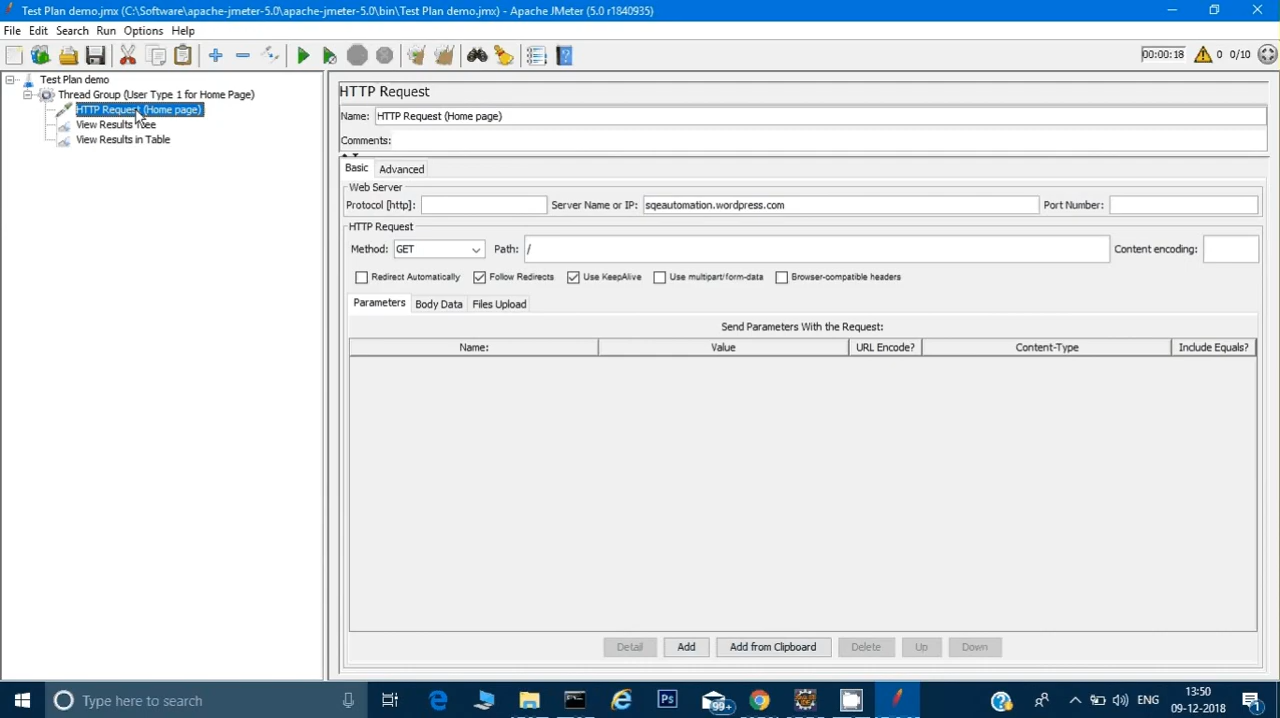 Test Plan demo.jmx (C:\Software\apache-jmeter-5.0\apache-jmeter-5.0\bin\Test Plan demo.jmx) - Apache JMeter (5.0 r1840935)
File Edit Search Run Options Help
00:00:18 0 0/10
Test Plan demo
Thread Group (User Type 1 for Home Page)
HTTP Request (Home page)
View Results Tree
View Results in Table
HTTP Request
Name: HTTP Request (Home page)
Comments:
Basic Advanced
Web Server
Protocol [http]: Server Name or IP: sqeautomation.wordpress.com Port Number:
HTTP Request
Method: GET Path: / Content encoding:
Redirect Automatically Follow Redirects Use KeepAlive Use multipart/form-data Browser-compatible headers
Parameters Body Data Files Upload
Send Parameters With the Request:
Name: Value URL Encode? Content-Type Include Equals?
Detail Add Add from Clipboard Delete Up Down
Type here to search
99+
ENG
13:50
09-12-2018
1